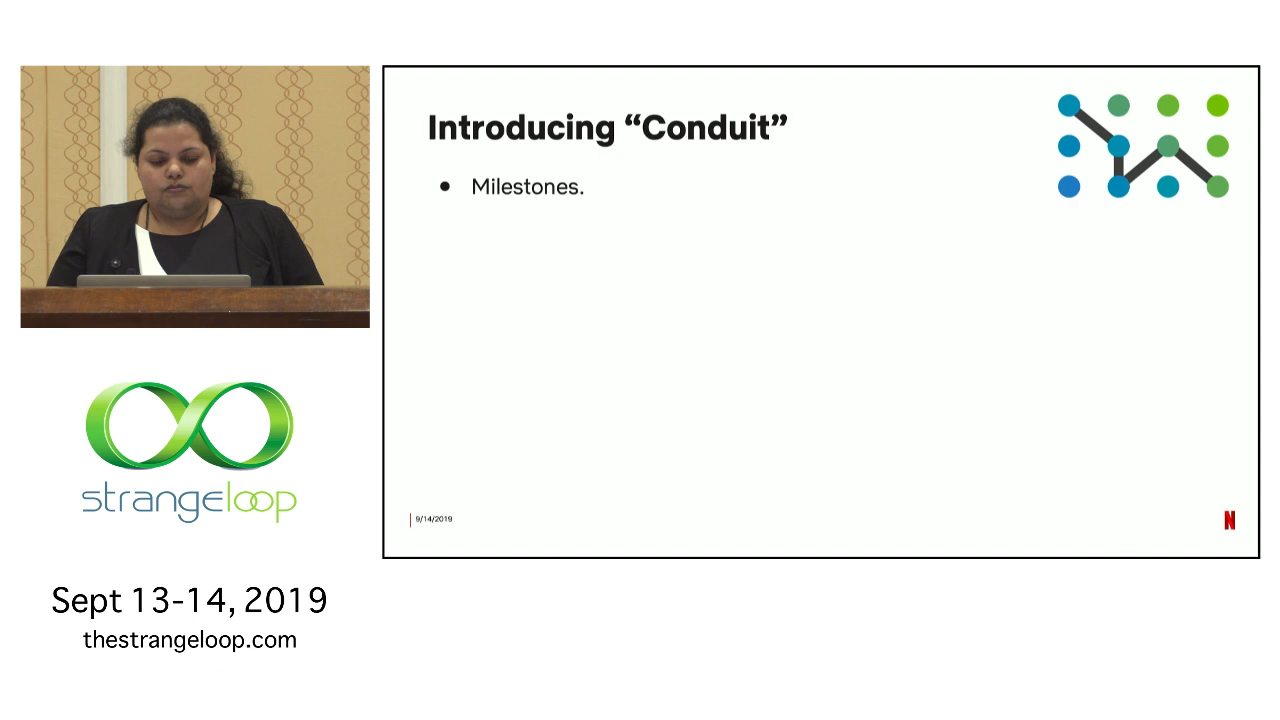 Introducing “Conduit”
● Milestones.
9/14/2019
N
strangeloop
Sept 13-14, 2019
thestrangeloop.com